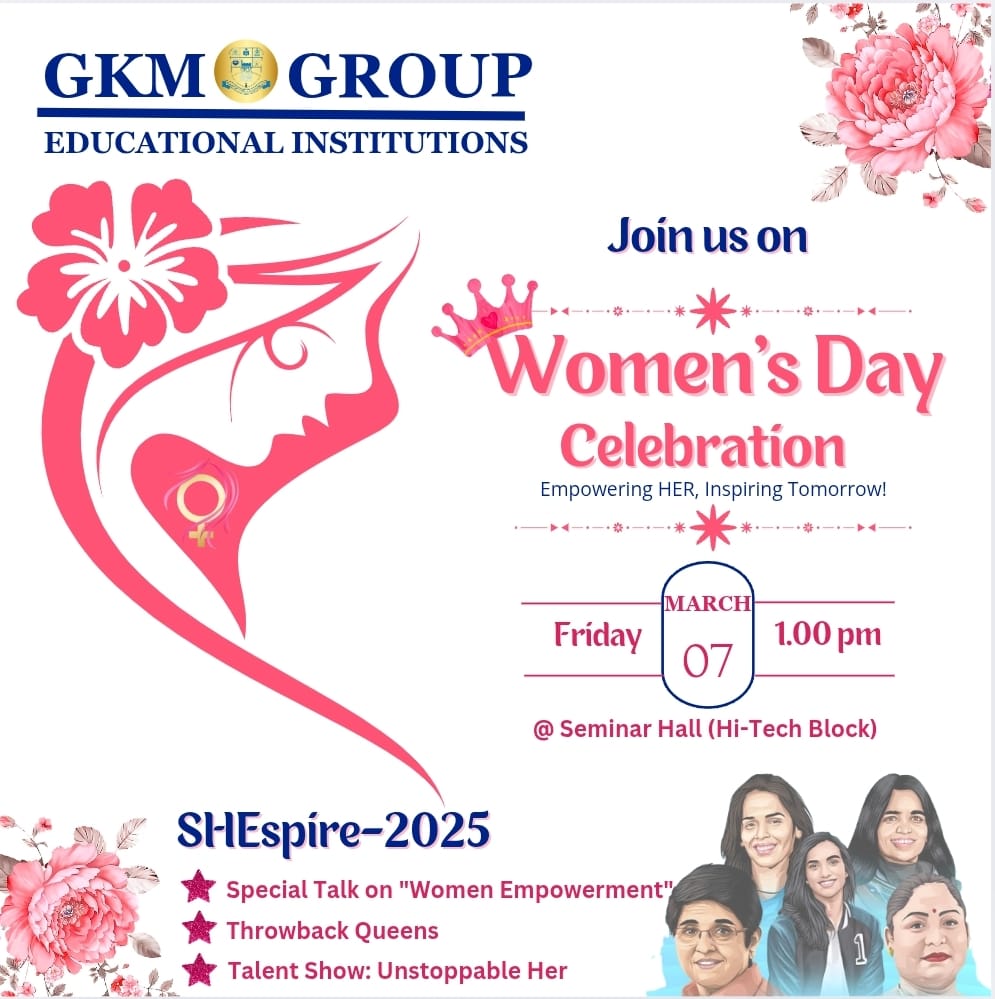 GKM GROUP
EDUCATIONAL INSTITUTIONS
Join us on
Women's Day
Celebration
Empowering HER, Inspiring Tomorrow!
MARCH
Friday 07 1.00 pm
@ Seminar Hall (Hi-Tech Block)
SHEspire-2025
Special Talk on "Women Empowerment"
Throwback Queens
Talent Show: Unstoppable Her
1